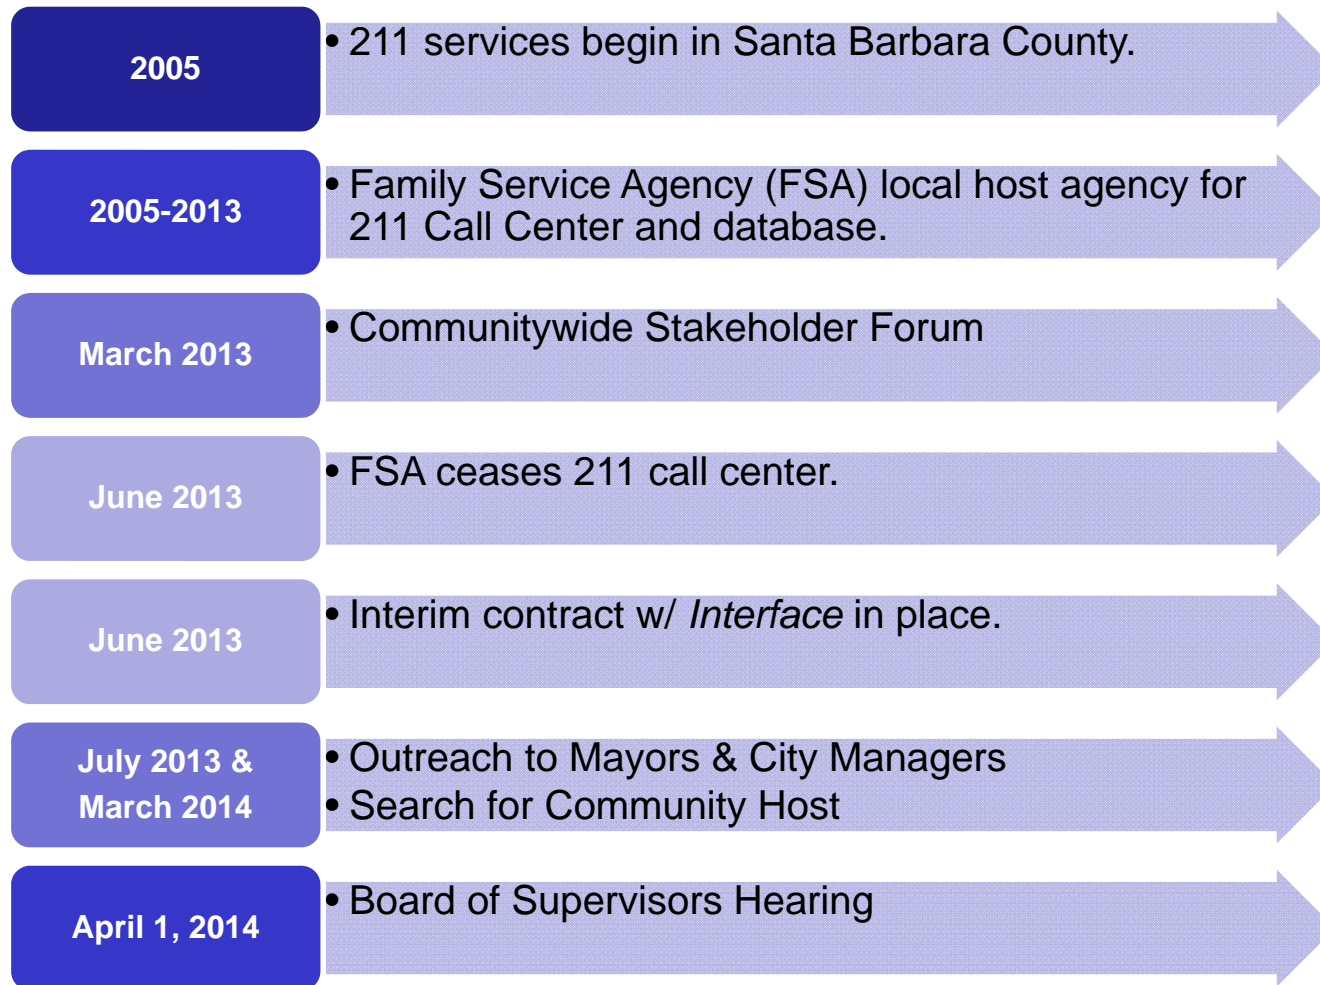 2005
• 211 services begin in Santa Barbara County.
2005-2013
• Family Service Agency (FSA) local host agency for
211 Call Center and database.
March 2013
• Communitywide Stakeholder Forum
June 2013
• FSA ceases 211 call center.
June 2013
• Interim contract w/ Interface in place.
July 2013 &
March 2014
• Outreach to Mayors & City Managers
• Search for Community Host
April 1, 2014
• Board of Supervisors Hearing